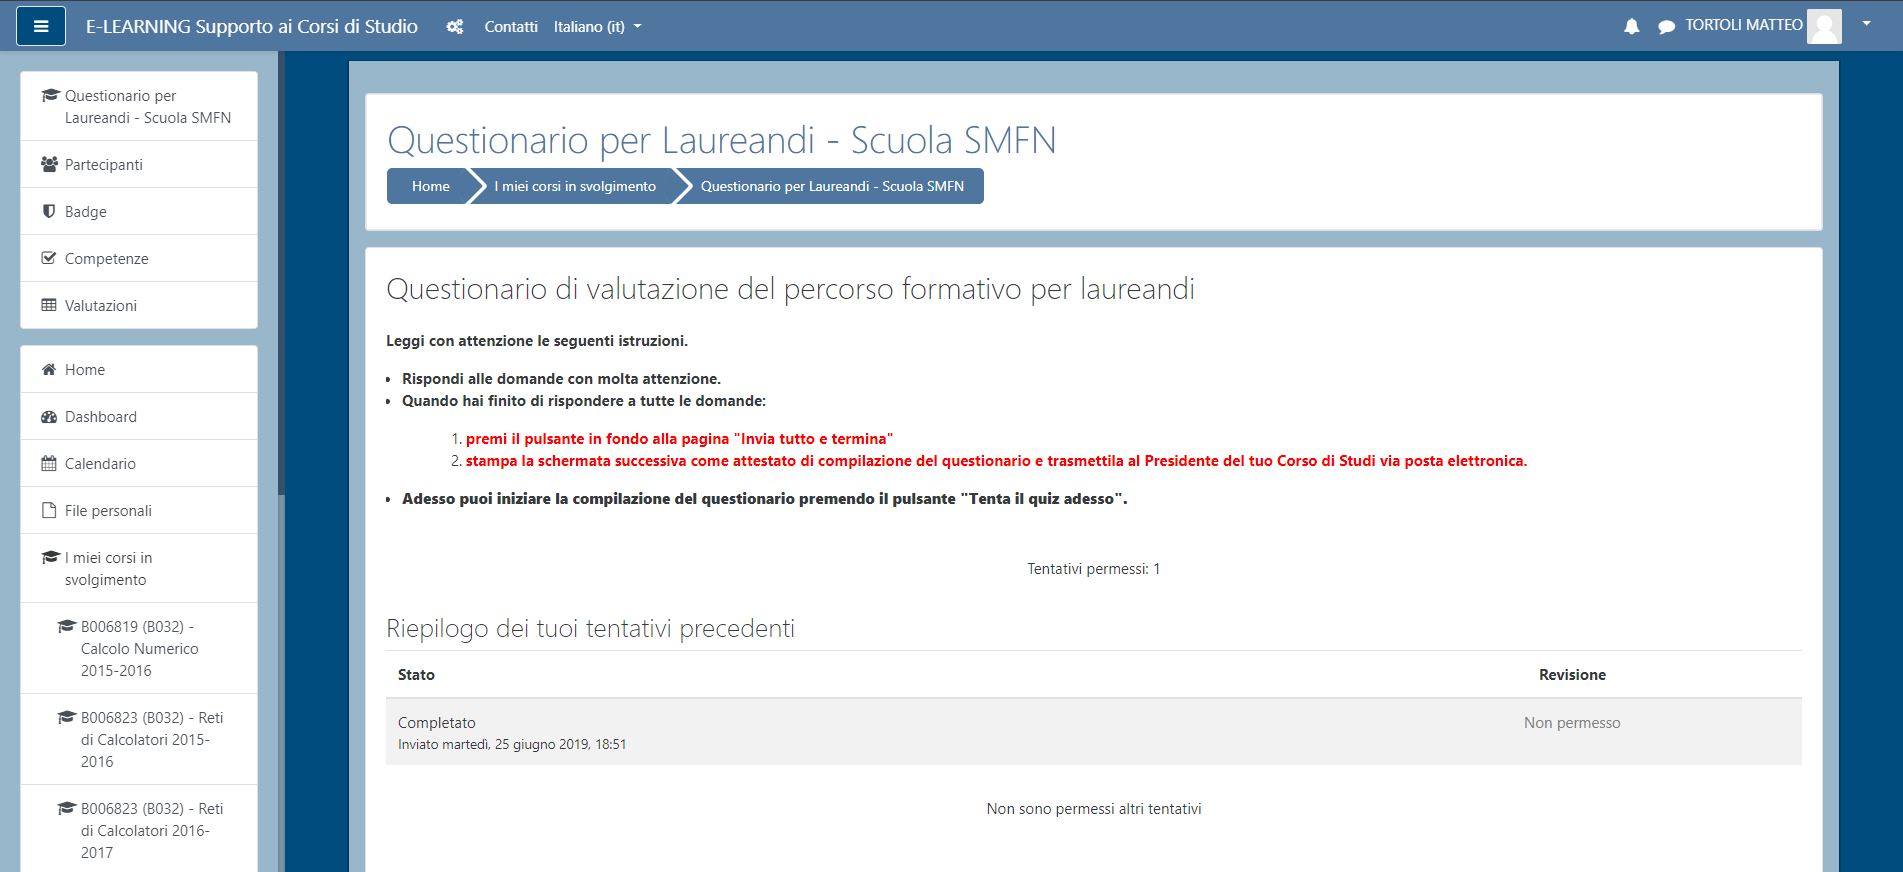 E-LEARNING Supporto ai Corsi di Studio
Contatti
Italiano (it)
TORTOLI MATTEO
Questionario per
Laureandi - Scuola SMFN
Partecipanti
Badge
Competenze
Valutazioni
Home
Dashboard
Calendario
File personali
I miei corsi in
svolgimento
B006819 (B032) -
Calcolo Numerico
2015-2016
B006823 (B032) - Reti
di Calcolatori 2015-
2016
B006823 (B032) - Reti
di Calcolatori 2016-
2017
Questionario per Laureandi - Scuola SMFN
Home
I miei corsi in svolgimento
Questionario per Laureandi - Scuola SMFN
Questionario di valutazione del percorso formativo per laureandi
Leggi con attenzione le seguenti istruzioni.
• Rispondi alle domande con molta attenzione.
• Quando hai finito di rispondere a tutte le domande:
1. premi il pulsante in fondo alla pagina "Invia tutto e termina"
2. stampa la schermata successiva come attestato di compilazione del questionario e trasmettila al Presidente del tuo Corso di Studi via posta elettronica.
• Adesso puoi iniziare la compilazione del questionario premendo il pulsante "Tenta il quiz adesso".
Tentativi permessi: 1
Riepilogo dei tuoi tentativi precedenti
Stato
Revisione
Completato
Non permesso
Inviato martedì, 25 giugno 2019, 18:51
Non sono permessi altri tentativi